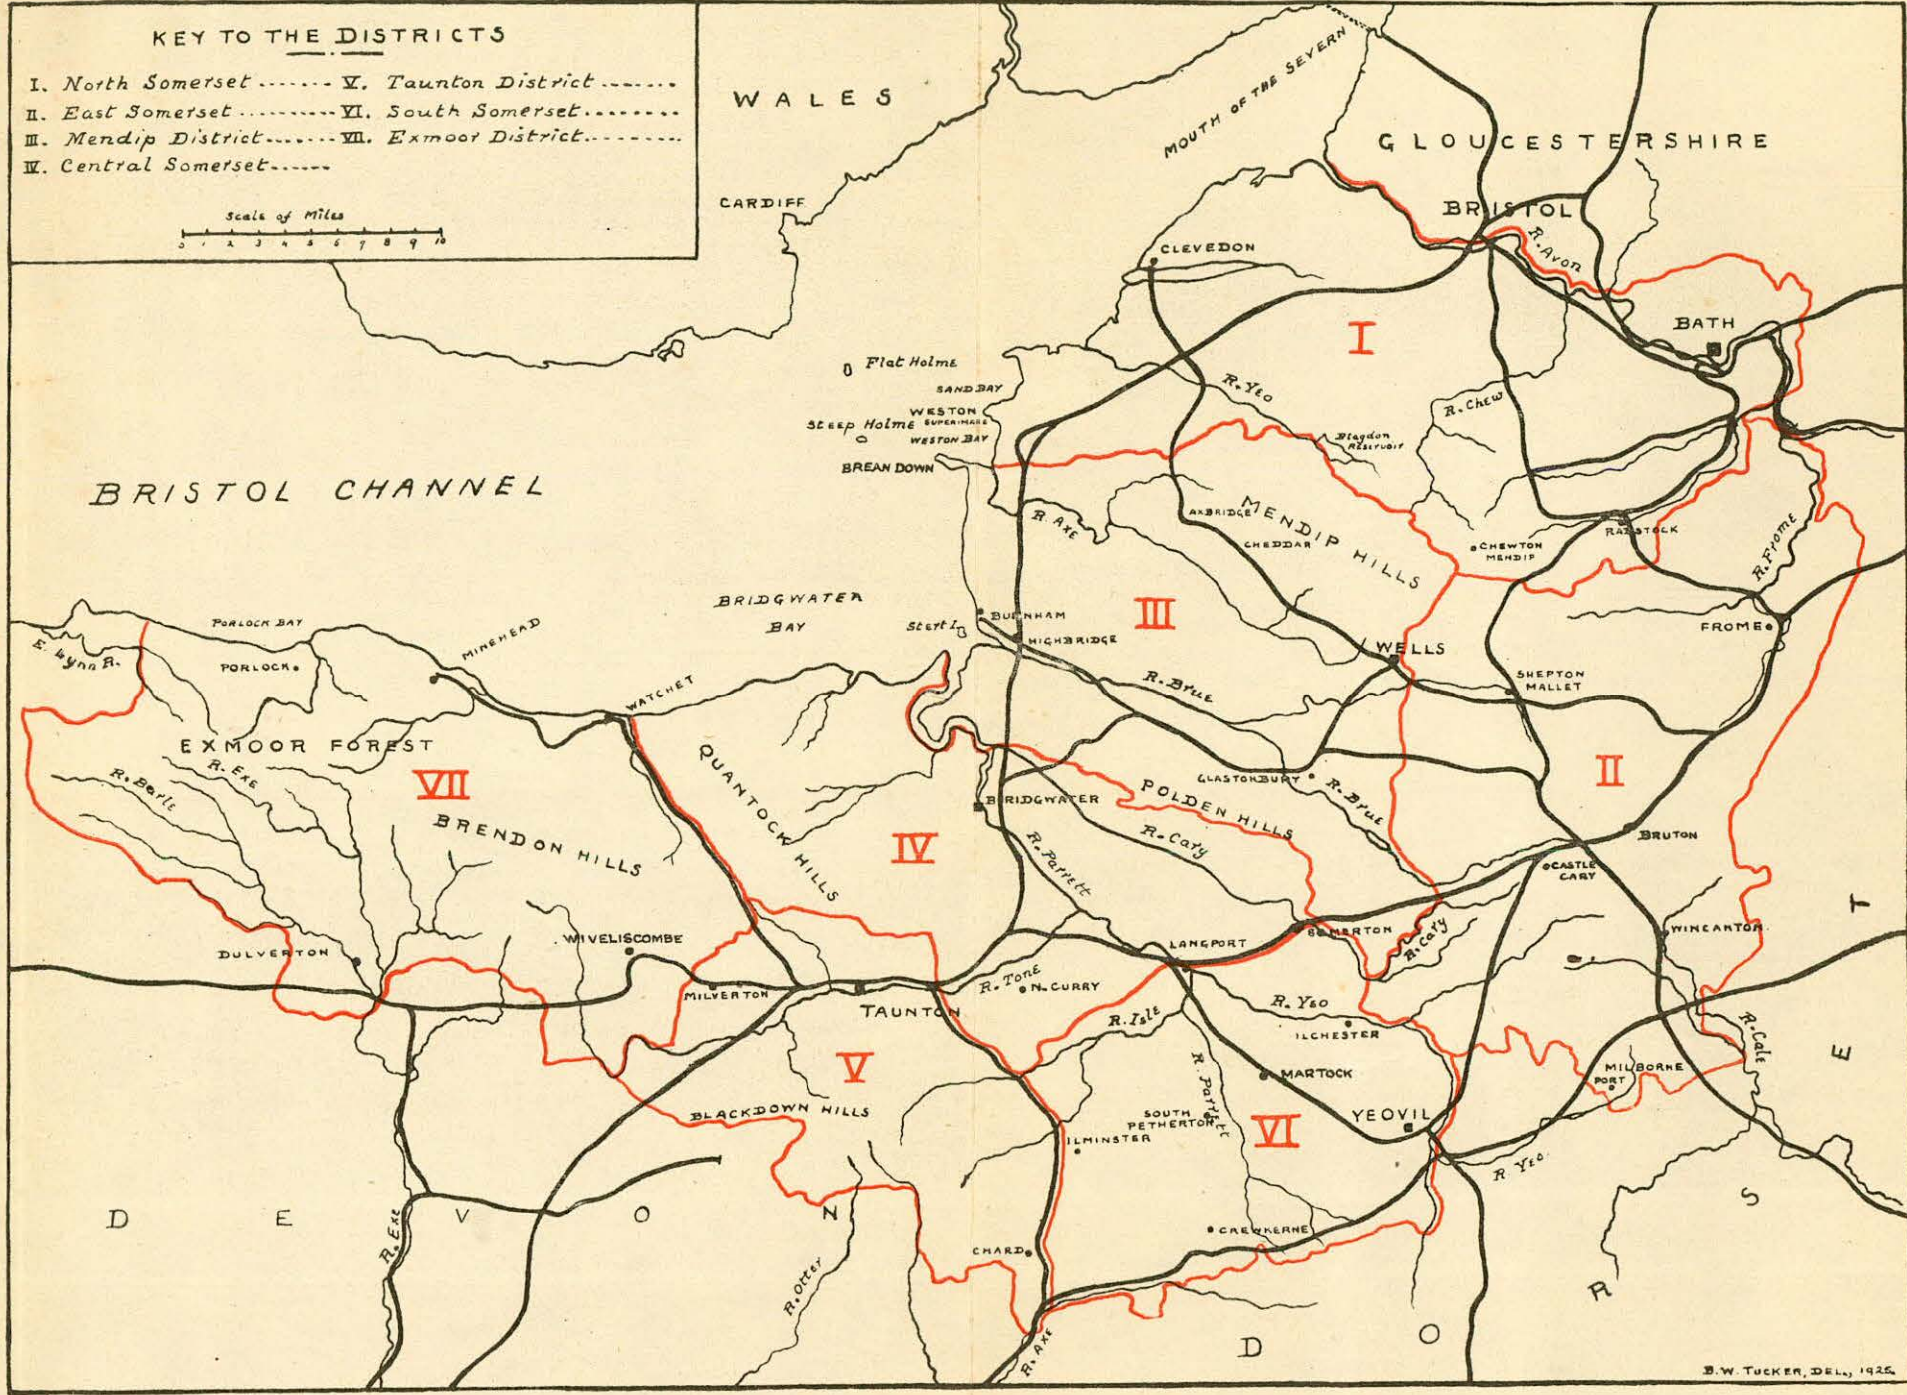 KEY TO THE DISTRICTS
I. North Somerset ....... V. Taunton District .......
II. East Somerset .......... VI. South Somerset ........
III. Mendip District ....... VII. Exmoor District ..........
IV. Central Somerset ......
Scale of Miles
0 1 2 3 4 5 6 7 8 9 10
WALES
MOUTH OF THE SEVERN
GLOUCESTERSHIRE
CARDIFF
BRISTOL
R. Avon
CLEVEDON
I
BATH
Flat Holme
SAND BAY
R. Yeo
R. Chew
WESTON
SUPERMARE
Steep Holme
WESTON BAY
Blagdon
Reservoir
BREAN DOWN
BRISTOL CHANNEL
MENDIP HILLS
R. AXE
AXBRIDGE
CHEDDAR
CHEWTON
MENDIP
RADSTOCK
R. Frome
BRIDGWATER
BAY
Stert I.
BURNHAM
HIGHBRIDGE
III
FROME
PORLOCK BAY
MINEHEAD
E. Lynn R.
PORLOCK
WELLS
SHEPTON
MALLET
R. Brue
WATCHET
EXMOOR FOREST
R. Exe
R. Barle
VII
QUANTOCK HILLS
GLASTONBURY
R. Brue
II
BRIDGWATER
POLDEN HILLS
BRENDON HILLS
IV
R. Cary
R. Parrett
BRUTON
CASTLE
CARY
DULVERTON
WIVELISCOMBE
LANGPORT
SOMERTON
R. Cary
WINCANTON
MILVERTON
TAUNTON
R. Tone
N. CURRY
R. Yeo
R. Isle
ILCHESTER
R. Cale
V
R. Parrett
MARTOCK
MILBORNE
PORT
BLACKDOWN HILLS
SOUTH
PETHERTON
ILMINSTER
VI
YEOVIL
R. Yeo
DEVON
R. Exe
R. Otter
CHARD
CREWKERNE
R. AXE
DORSET
B.W. TUCKER, DEL., 1925